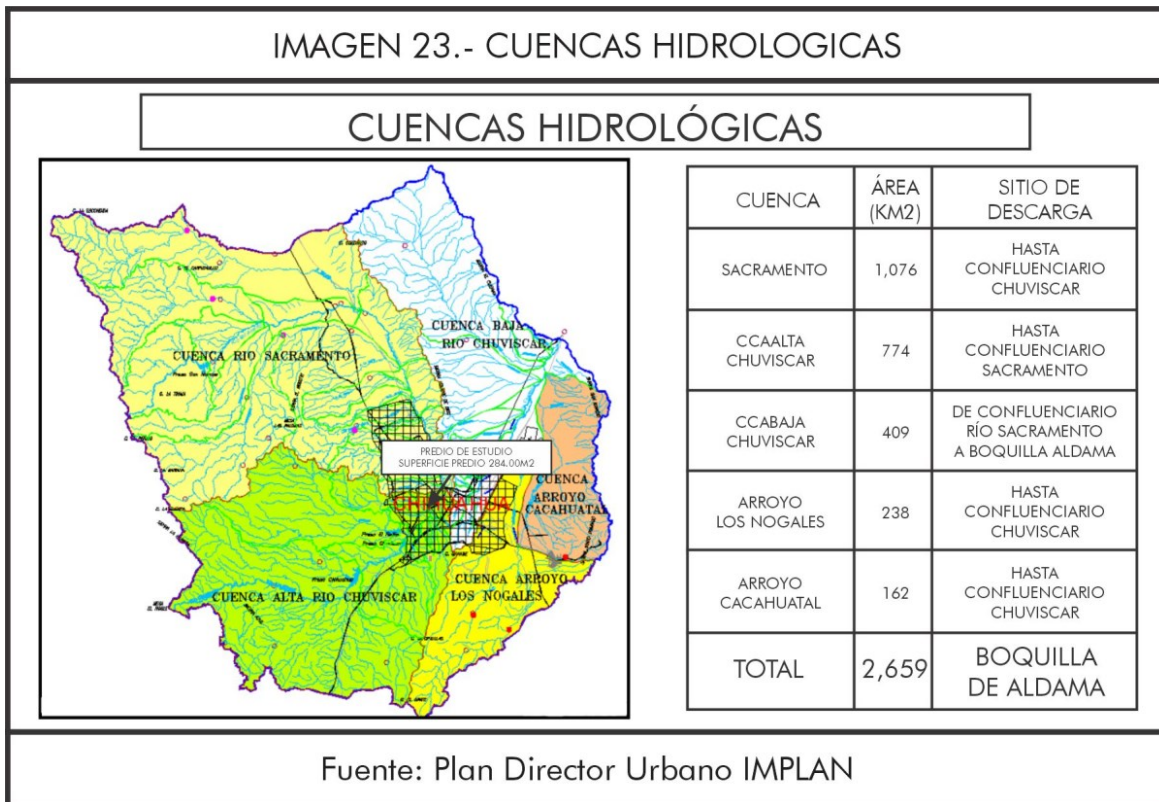 IMAGEN 23.- CUENCAS HIDROLOGICAS
CUENCAS HIDROLÓGICAS
CUENCA BAJA
RIO CHUVISCAR
CUENCA RIO SACRAMENTO
PREDIO DE ESTUDIO
SUPERFICIE PREDIO 284.00M2
CHIHUAHUA
CUENCA
ARROYO
CACAHUATAL
CUENCA ALTA RIO CHUVISCAR
CUENCA ARROYO
LOS NOGALES
CUENCA
ÁREA
(KM2)
SITIO DE
DESCARGA
SACRAMENTO
1,076
HASTA
CONFLUENCIARIO
CHUVISCAR
CCAALTA
CHUVISCAR
774
HASTA
CONFLUENCIARIO
SACRAMENTO
CCABAJA
CHUVISCAR
409
DE CONFLUENCIARIO
RÍO SACRAMENTO
A BOQUILLA ALDAMA
ARROYO
LOS NOGALES
238
HASTA
CONFLUENCIARIO
CHUVISCAR
ARROYO
CACAHUATAL
162
HASTA
CONFLUENCIARIO
CHUVISCAR
TOTAL
2,659
BOQUILLA
DE ALDAMA
Fuente: Plan Director Urbano IMPLAN